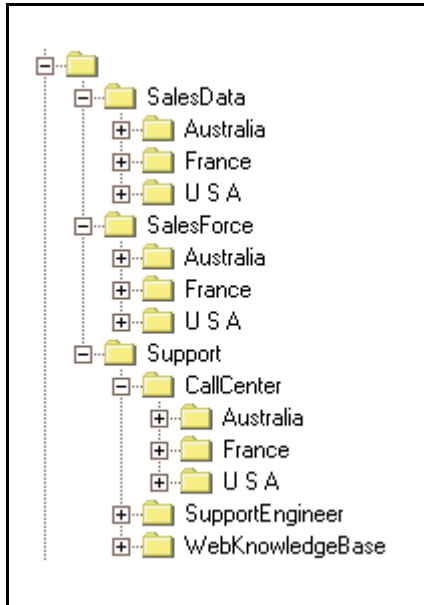 SalesData
Australia
France
U S A
SalesForce
Australia
France
U S A
Support
CallCenter
Australia
France
U S A
SupportEngineer
WebKnowledgeBase